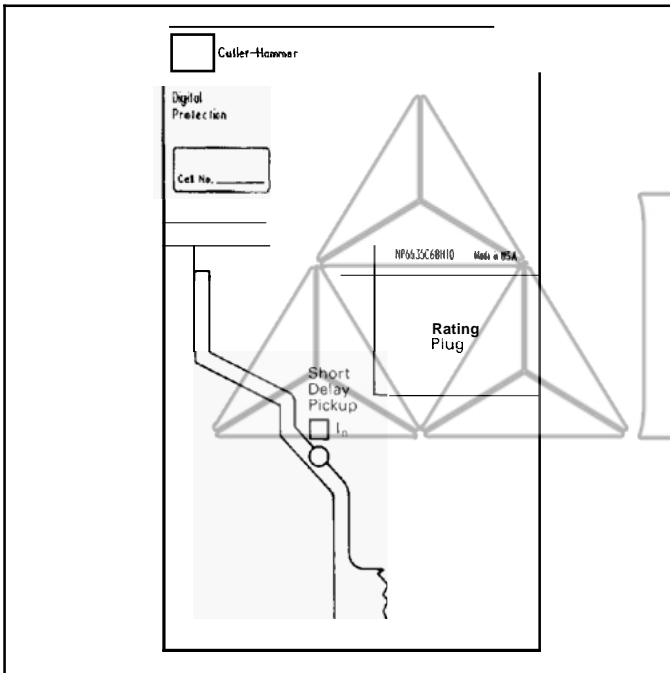 Cutler-Hammer
Digital
Protection
Cell No. ______
NP6635C68H10 Made in USA
Rating
Plug
Short
Delay
Pickup
In